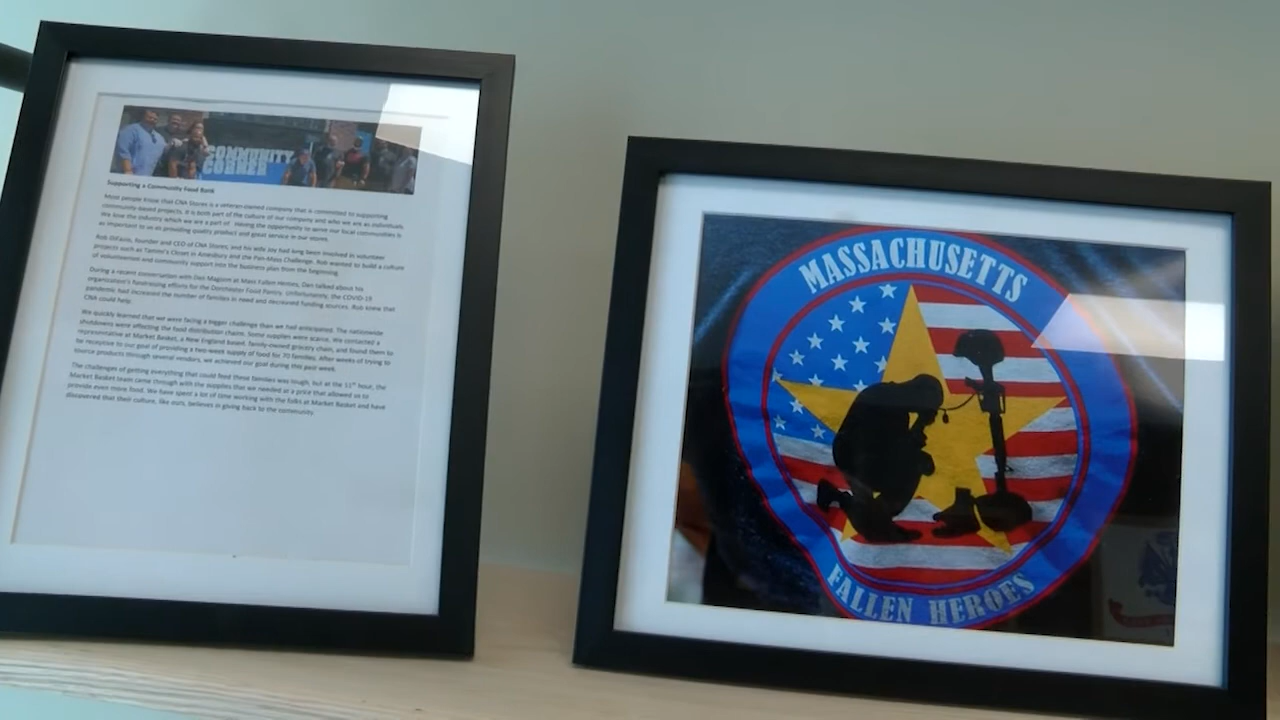 COMMUNITY
CORNER
Supporting a Community Food Bank
Most people know that CNA Stores is a veteran-owned company that is committed to supporting
community-based projects. It is both part of the culture of our company and who we are as individuals.
We love the industry which we are a part of. Having the opportunity to serve our local communities is
as important to us as providing quality product and great service in our stores.
Rob DiFazio, founder and CEO of CNA Stores, and his wife Joy had long been involved in volunteer
projects such as Tammi's Closet in Amesbury and the Pan-Mass Challenge. Rob wanted to build a culture
of volunteerism and community support into the business plan from the beginning.
During a recent conversation with Dan Magoon at Mass Fallen Heroes, Dan talked about his
organization's fundraising efforts for the Dorchester Food Pantry. Unfortunately, the COVID-19
pandemic had increased the number of families in need and decreased funding sources. Rob knew that
CNA could help.
We quickly learned that we were facing a bigger challenge than we had anticipated. The nationwide
shutdowns were affecting the food distribution chains. Some supplies were scarce. We contacted a
representative at Market Basket, a New England based, family-owned grocery chain, and found them to
be receptive to our goal of providing a two-week supply of food for 70 families. After weeks of trying to
source products through several vendors, we achieved our goal during this past week.
The challenges of getting everything that could feed these families was tough, but at the 11th hour, the
Market Basket team came through with the supplies that we needed at a price that allowed us to
provide even more food. We have spent a lot of time working with the folks at Market Basket and have
discovered that their culture, like ours, believes in giving back to the community.
MASSACHUSETTS
FALLEN HEROES